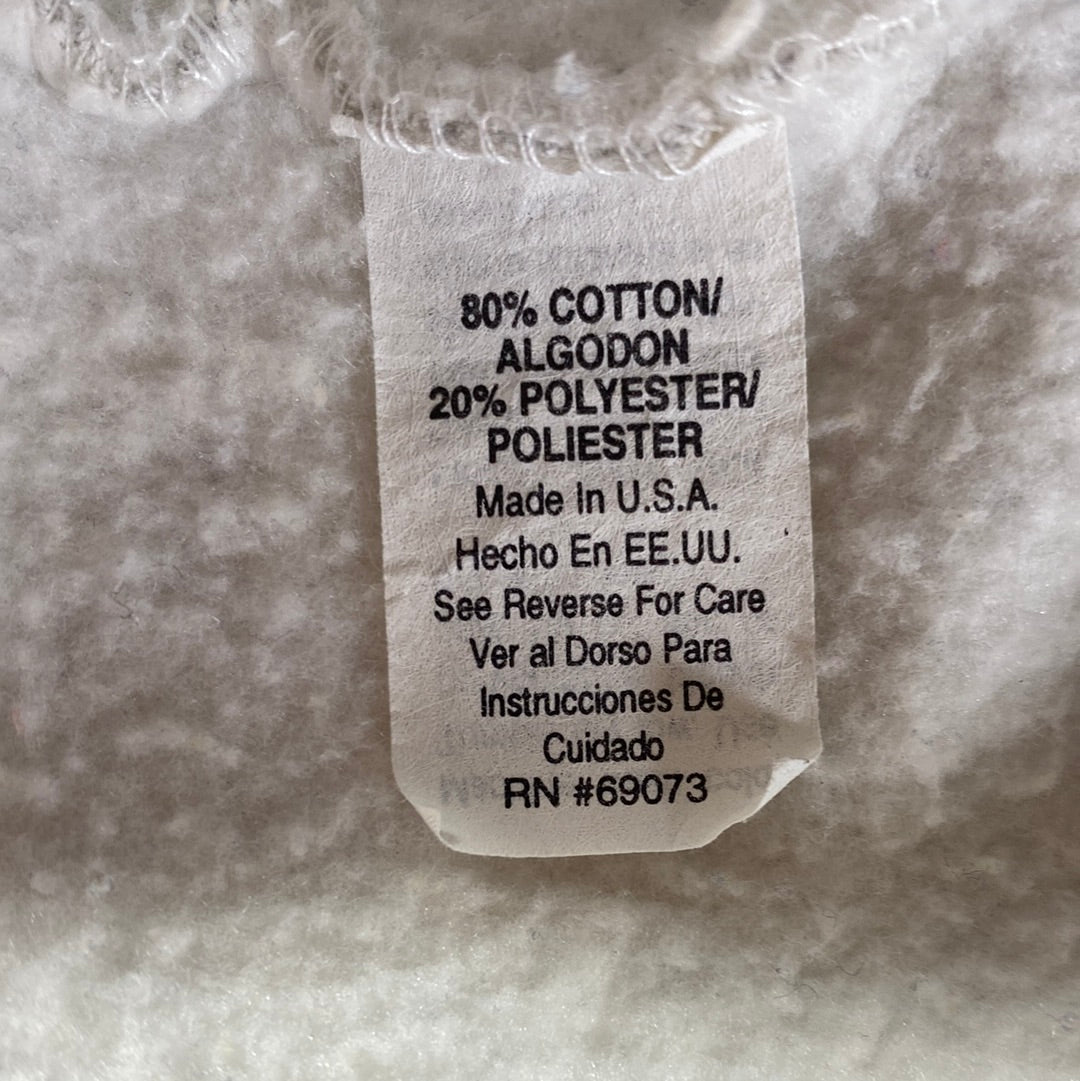 80% COTTON/
ALGODON
20% POLYESTER/
POLIESTER
Made In U.S.A.
Hecho En EE.UU.
See Reverse For Care
Ver al Dorso Para
Instrucciones De
Cuidado
RN #69073